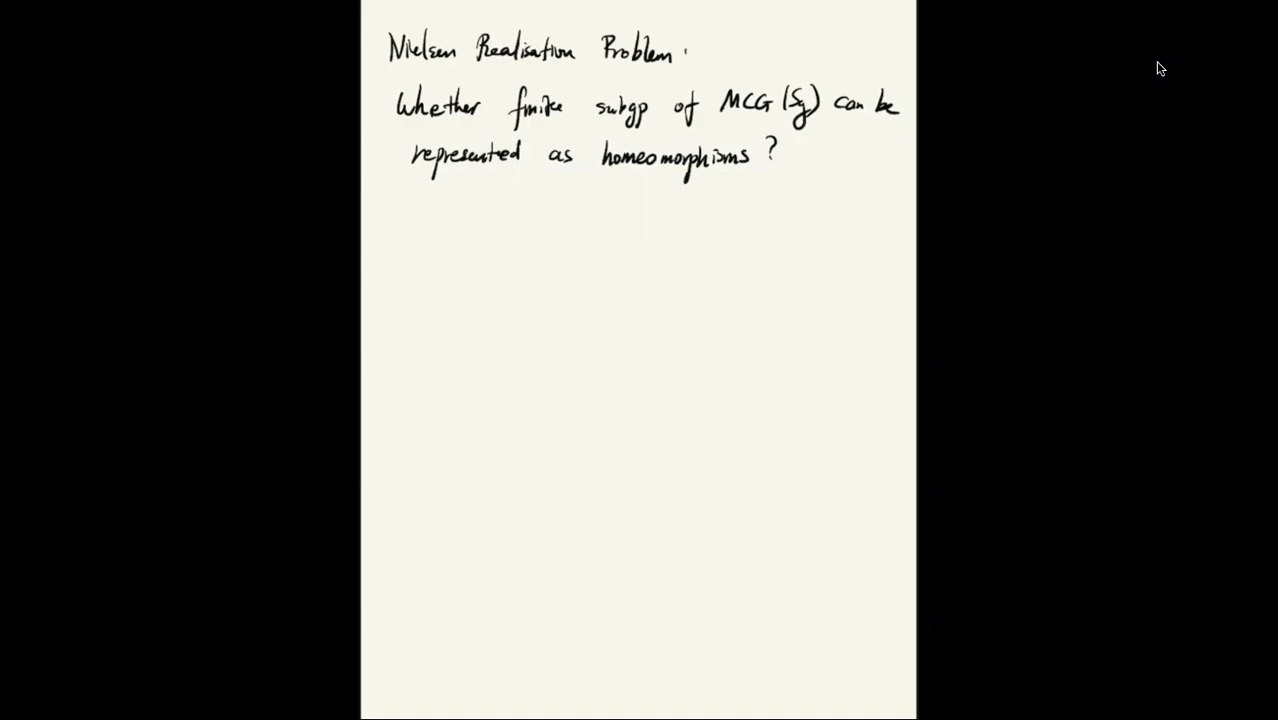 Nielsen Realisation Problem.
Whether finite subgp of MCG (Sg) can be
represented as homeomorphisms ?